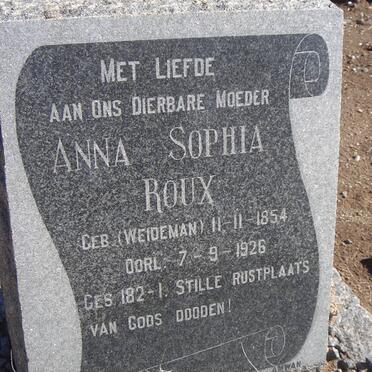 MET LIEFDE
AAN ONS DIERBARE MOEDER
ANNA SOPHIA
ROUX
GEB. (WEIDEMAN) 11-11-1854
OORL. 7-9-1926
GES. 182-1. STILLE RUSTPLAATS
VAN GODS DOODEN!